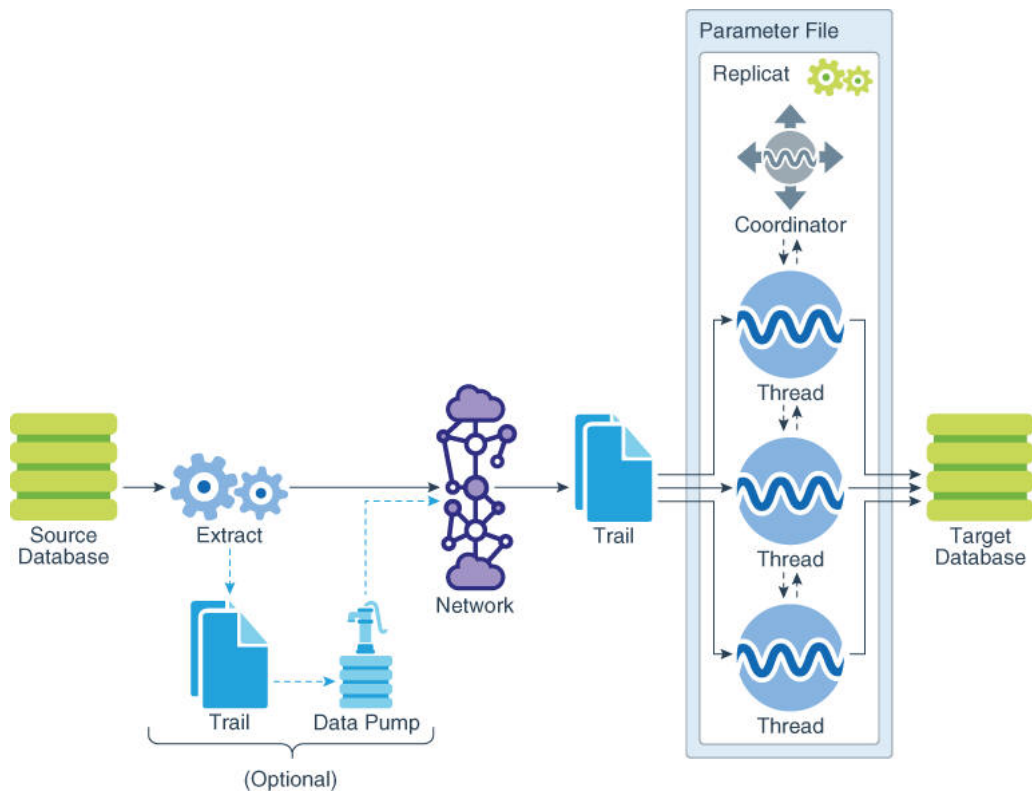 Parameter File
Replicat
Coordinator
Thread
Source
Database
Extract
Network
Trail
Thread
Target
Database
Trail
Data Pump
Thread
(Optional)